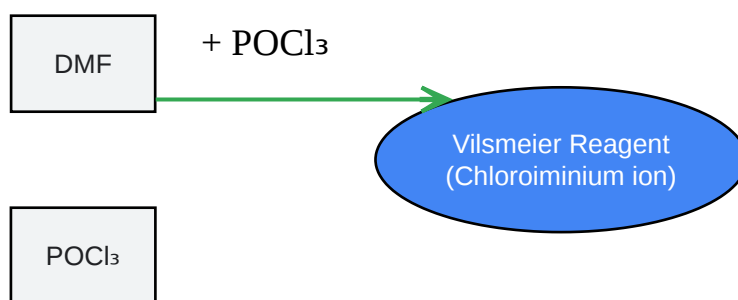 DMF
+ POCl₃
Vilsmeier Reagent
(Chloroiminium ion)
POCl₃